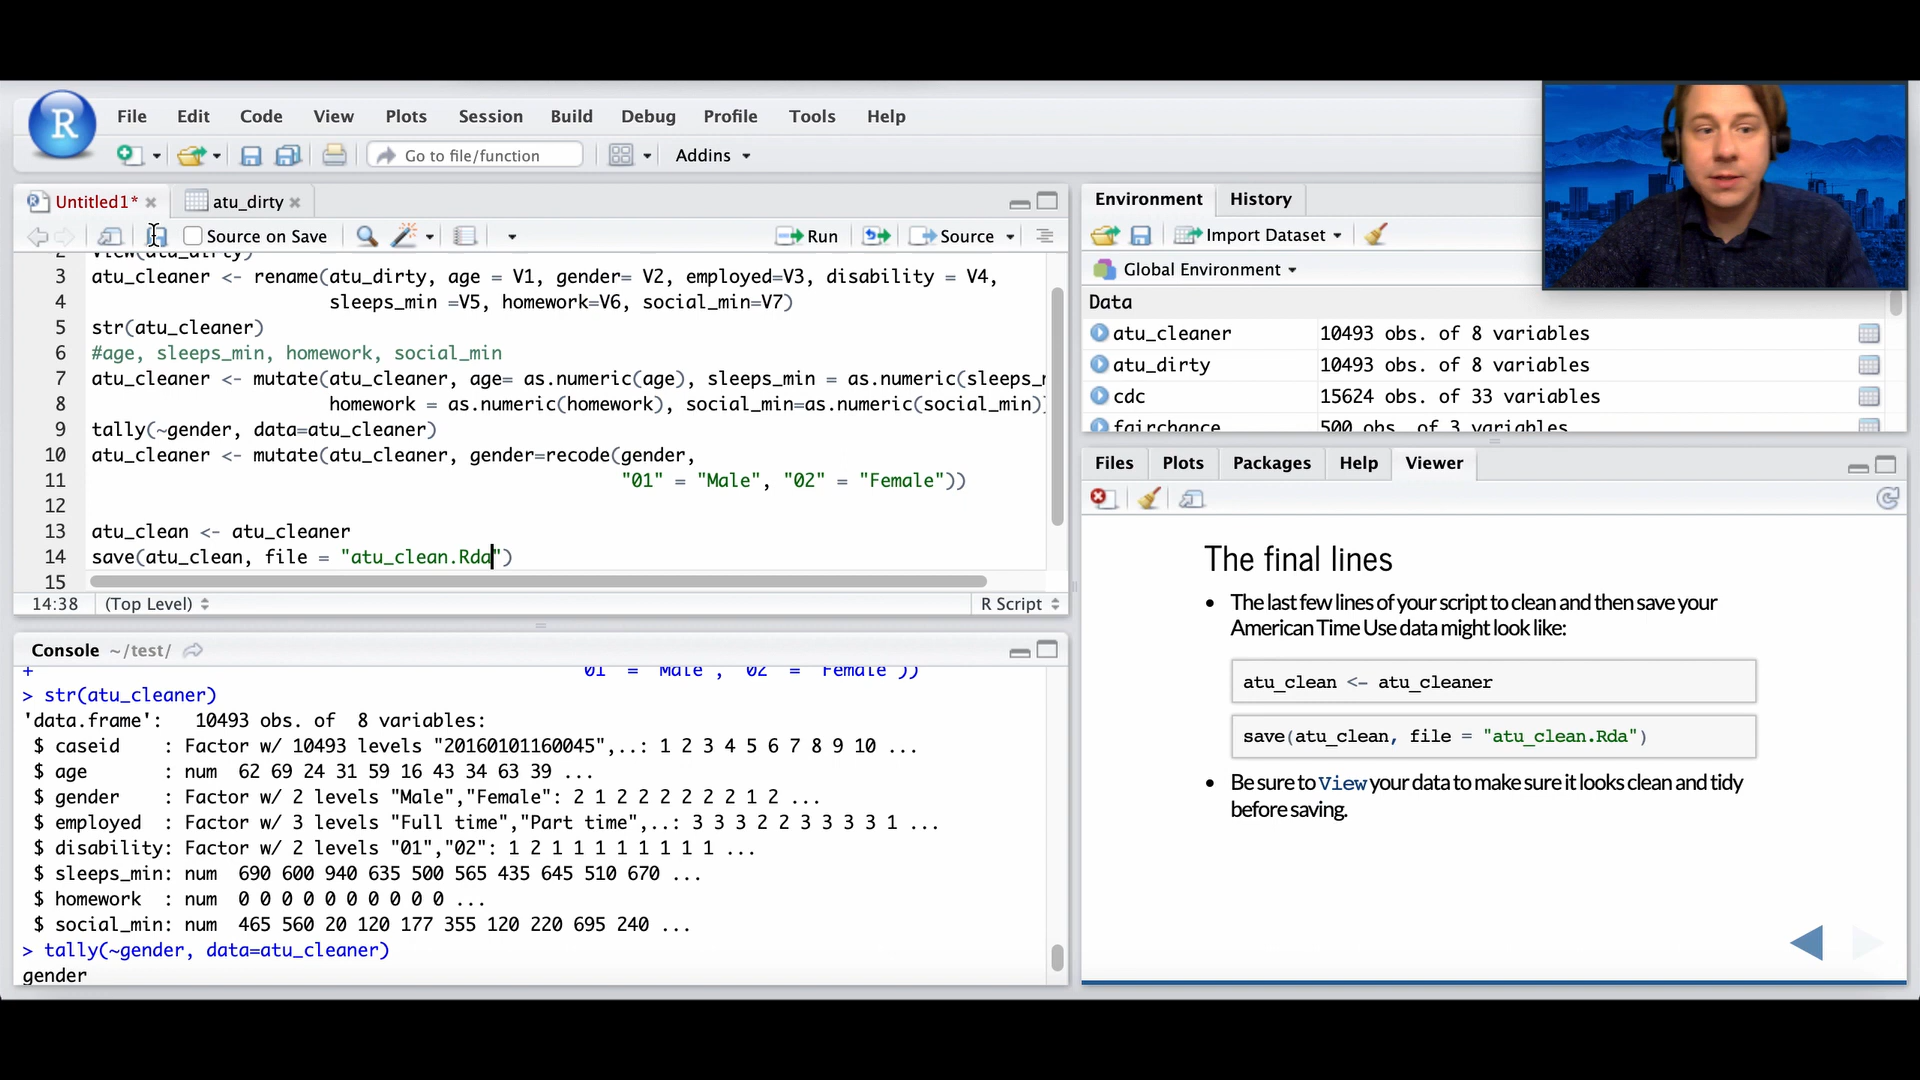 R
File Edit Code View Plots Session Build Debug Profile Tools Help
Go to file/function Addins
Untitled1* atu_dirty
Source on Save Run Source
2 View(atu_dirty)
3 atu_cleaner <- rename(atu_dirty, age = V1, gender= V2, employed=V3, disability = V4,
4 sleeps_min =V5, homework=V6, social_min=V7)
5 str(atu_cleaner)
6 #age, sleeps_min, homework, social_min
7 atu_cleaner <- mutate(atu_cleaner, age= as.numeric(age), sleeps_min = as.numeric(sleeps_
8 homework = as.numeric(homework), social_min=as.numeric(social_min)
9 tally(~gender, data=atu_cleaner)
10 atu_cleaner <- mutate(atu_cleaner, gender=recode(gender,
11 "01" = "Male", "02" = "Female"))
12
13 atu_clean <- atu_cleaner
14 save(atu_clean, file = "atu_clean.Rda")
15
14:38 (Top Level) R Script
Console ~/test/
+ "01" = "Male", "02" = "Female"))
> str(atu_cleaner)
'data.frame': 10493 obs. of 8 variables:
$ caseid : Factor w/ 10493 levels "20160101160045",..: 1 2 3 4 5 6 7 8 9 10 ...
$ age : num 62 69 24 31 59 16 43 34 63 39 ...
$ gender : Factor w/ 2 levels "Male","Female": 2 1 2 2 2 2 2 2 1 2 ...
$ employed : Factor w/ 3 levels "Full time","Part time",..: 3 3 3 2 2 3 3 3 3 1 ...
$ disability: Factor w/ 2 levels "01","02": 1 2 1 1 1 1 1 1 1 1 ...
$ sleeps_min: num 690 600 940 635 500 565 435 645 510 670 ...
$ homework : num 0 0 0 0 0 0 0 0 0 0 ...
$ social_min: num 465 560 20 120 177 355 120 220 695 240 ...
> tally(~gender, data=atu_cleaner)
gender
Environment History
Import Dataset
Global Environment
Data
atu_cleaner 10493 obs. of 8 variables
atu_dirty 10493 obs. of 8 variables
cdc 15624 obs. of 33 variables
fairchance 500 obs. of 3 variables
Files Plots Packages Help Viewer
The final lines
• The last few lines of your script to clean and then save your
American Time Use data might look like:
atu_clean <- atu_cleaner
save(atu_clean, file = "atu_clean.Rda")
• Be sure to View your data to make sure it looks clean and tidy
before saving.